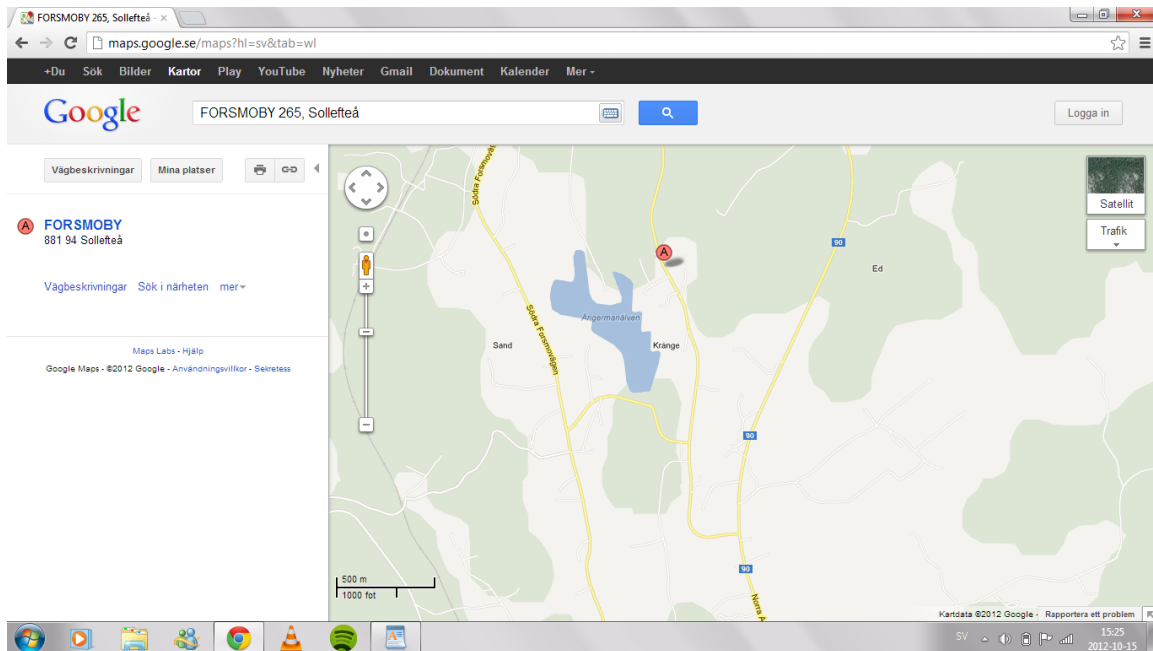 FORSMOBY 265, Sollefteå -
maps.google.se/maps?hl=sv&tab=wl
+Du Sök Bilder Kartor Play YouTube Nyheter Gmail Dokument Kalender Mer
Google FORSMOBY 265, Sollefteå Logga in
Vägbeskrivningar Mina platser
A FORSMOBY
881 94 Sollefteå
Vägbeskrivningar Sök i närheten mer
Maps Labs - Hjälp
Google Maps - ©2012 Google - Användningsvillkor - Sekretess
Södra Forsmovägen
Satellit
Trafik
90
A
Ed
Ångermanälven
Södra Forsmovägen
Sand
Krånge
90
90
500 m
1000 fot
Norra
Kartdata ©2012 Google - Rapportera ett problem
SV 15:25
2012-10-15